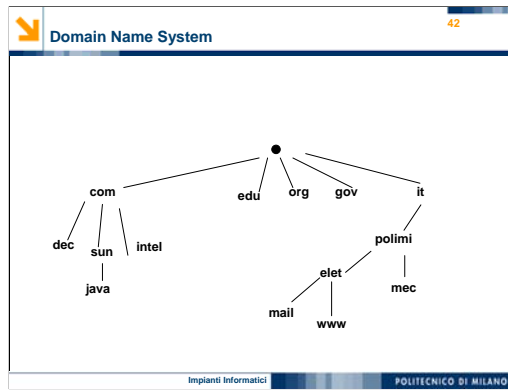 42
Domain Name System
com
edu
org
gov
it
dec
sun
intel
polimi
java
elet
mec
mail
www
Impianti Informatici
POLITECNICO DI MILANO